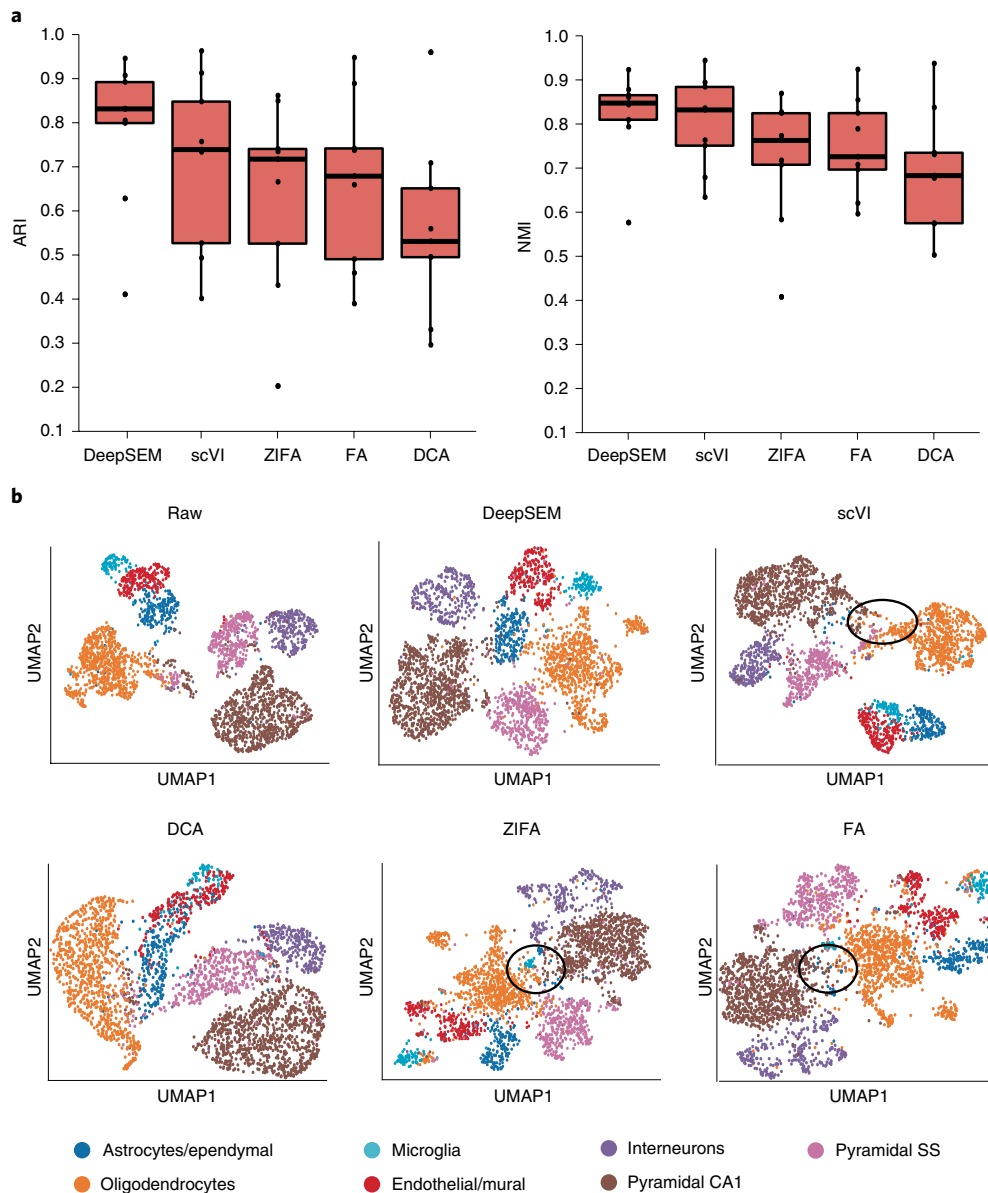 a
1.0
0.9
0.8
0.7
0.6
0.5
0.4
0.3
0.2
0.1
ARI
DeepSEM scVI ZIFA FA DCA
1.0
0.9
0.8
0.7
0.6
0.5
0.4
0.3
0.2
0.1
NMI
DeepSEM scVI ZIFA FA DCA
b
Raw
UMAP2
UMAP1
DeepSEM
UMAP2
UMAP1
scVI
UMAP2
UMAP1
DCA
UMAP2
UMAP1
ZIFA
UMAP2
UMAP1
FA
UMAP2
UMAP1
Astrocytes/ependymal Microglia Interneurons Pyramidal SS
Oligodendrocytes Endothelial/mural Pyramidal CA1